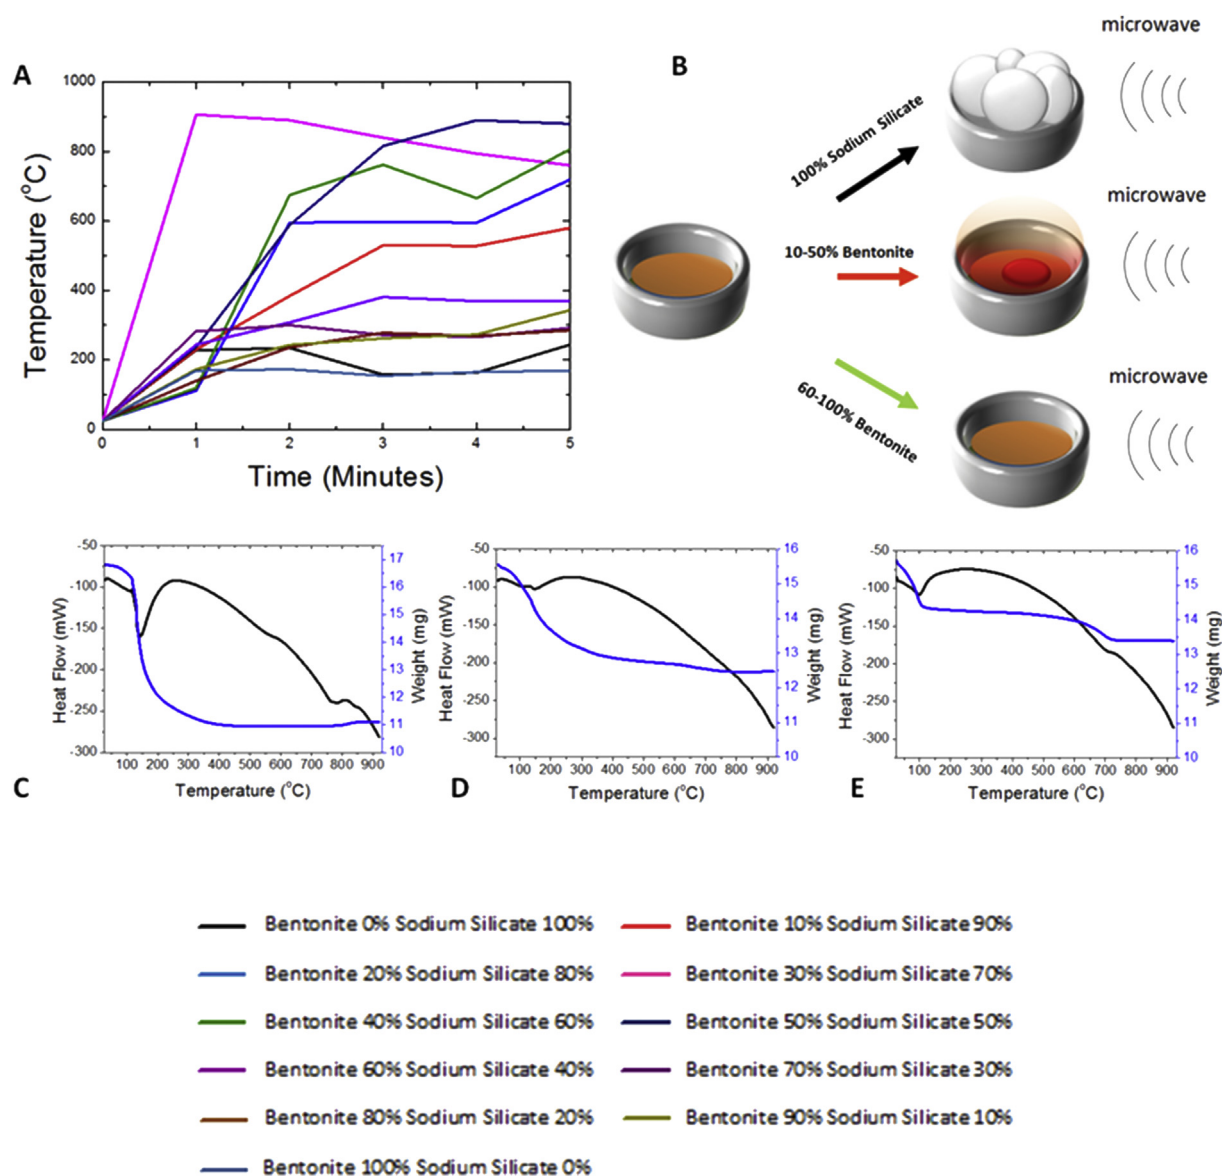 A
1000
800
600
400
200
0
0 1 2 3 4 5
Temperature (°C)
Time (Minutes)
B
microwave
100% Sodium Silicate
microwave
10-50% Bentonite
microwave
60-100% Bentonite
-50
-100
-150
-200
-250
-300
Heat Flow (mW)
17
16
15
14
13
12
11
10
Weight (mg)
100 200 300 400 500 600 700 800 900
Temperature (°C)
C
-50
-100
-150
-200
-250
-300
Heat Flow (mW)
16
15
14
13
12
11
10
Weight (mg)
100 200 300 400 500 600 700 800 900
Temperature (°C)
D
-50
-100
-150
-200
-250
-300
Heat Flow (mW)
16
15
14
13
12
11
10
Weight (mg)
100 200 300 400 500 600 700 800 900
Temperature (°C)
E
Bentonite 0% Sodium Silicate 100%
Bentonite 10% Sodium Silicate 90%
Bentonite 20% Sodium Silicate 80%
Bentonite 30% Sodium Silicate 70%
Bentonite 40% Sodium Silicate 60%
Bentonite 50% Sodium Silicate 50%
Bentonite 60% Sodium Silicate 40%
Bentonite 70% Sodium Silicate 30%
Bentonite 80% Sodium Silicate 20%
Bentonite 90% Sodium Silicate 10%
Bentonite 100% Sodium Silicate 0%